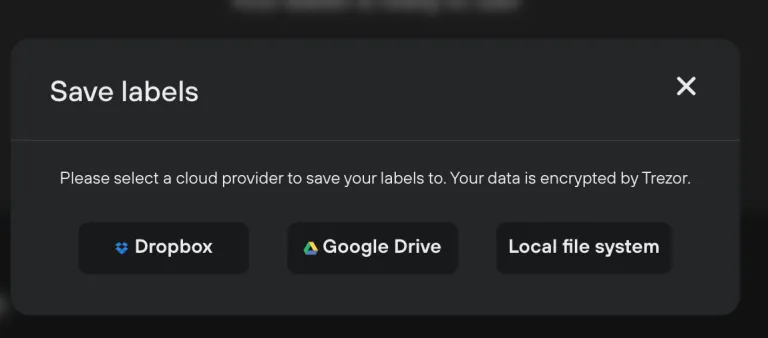 Save labels
Please select a cloud provider to save your labels to. Your data is encrypted by Trezor.
Dropbox
Google Drive
Local file system